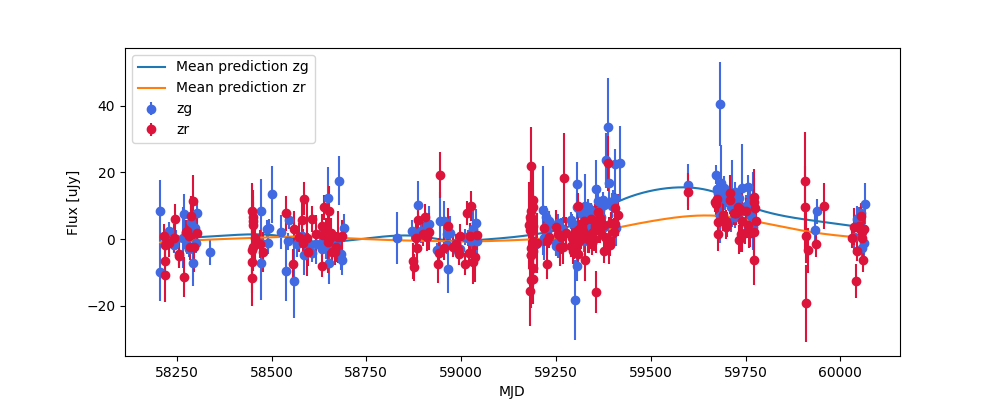 Mean prediction zg
Mean prediction zr
zg
zr
Flux [uJy]
40
20
0
−20
58250 58500 58750 59000 59250 59500 59750 60000
MJD